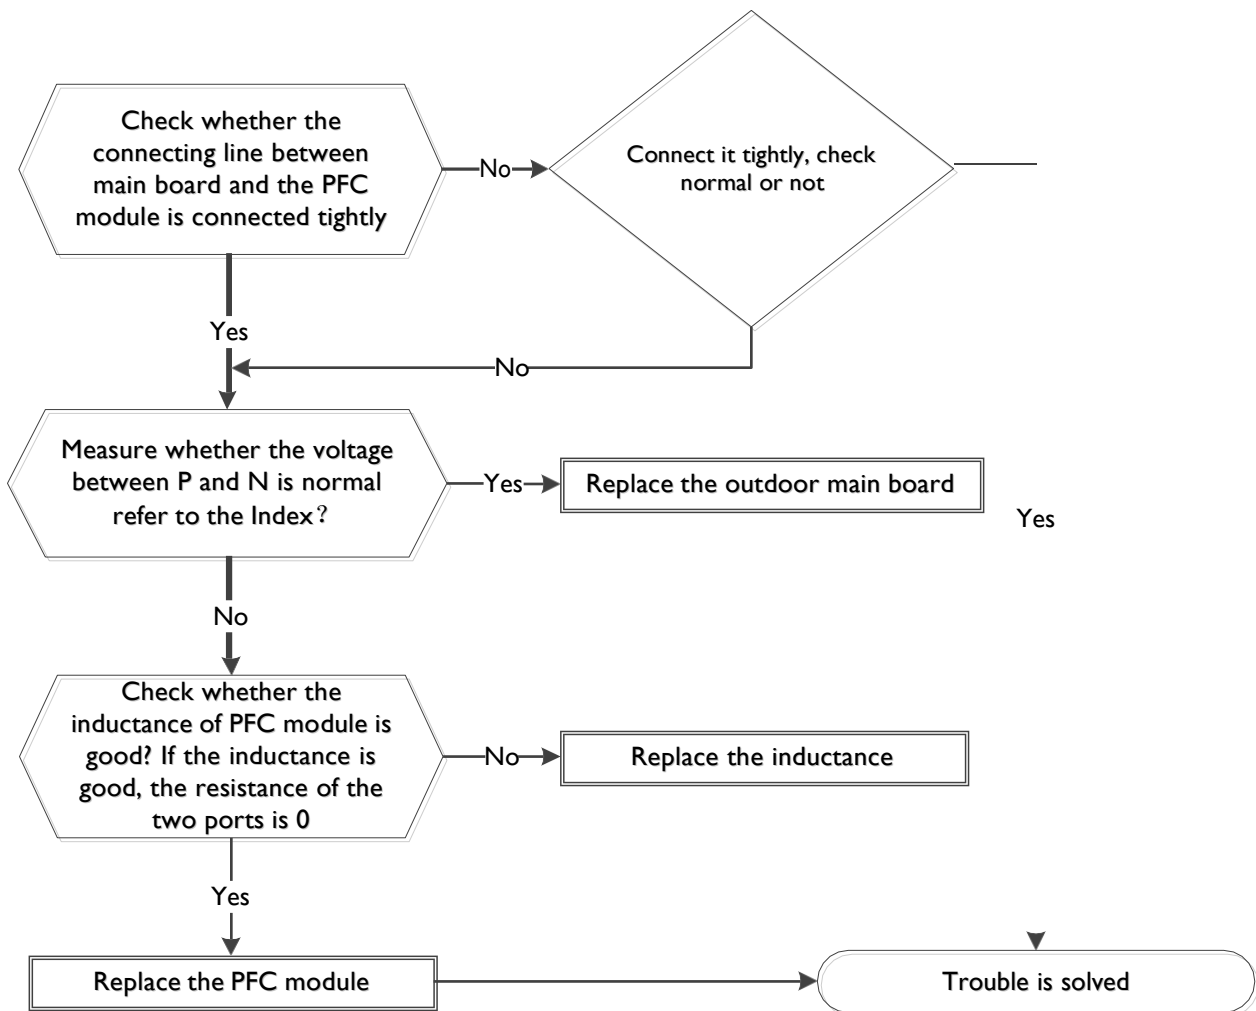 Check whether the
connecting line between
main board and the PFC
module is connected tightly
No
Connect it tightly, check
normal or not
Yes
No
Measure whether the voltage
between P and N is normal
refer to the Index？
Yes
Replace the outdoor main board
Yes
No
Check whether the
inductance of PFC module is
good? If the inductance is
good, the resistance of the
two ports is 0
No
Replace the inductance
Yes
Replace the PFC module
Trouble is solved